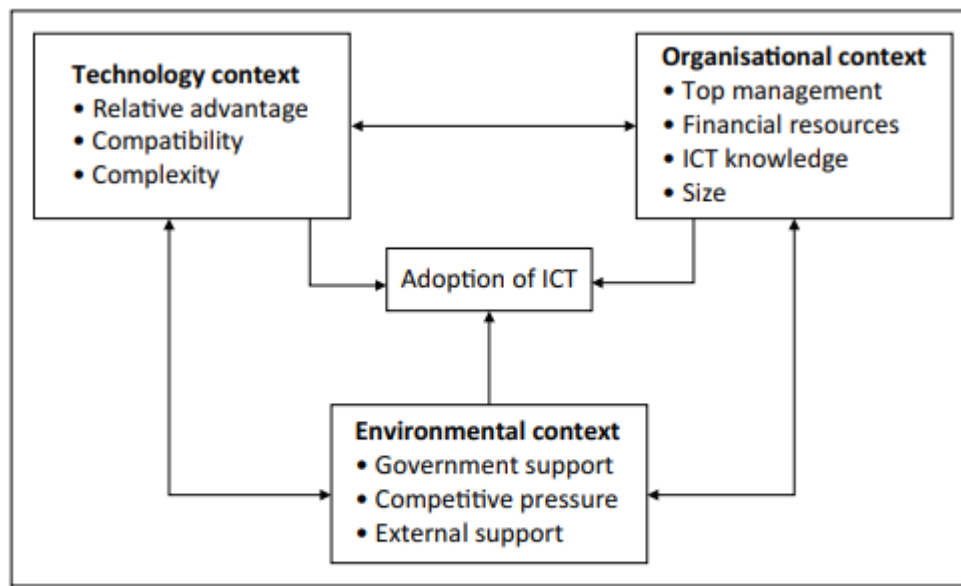 Technology context
• Relative advantage
• Compatibility
• Complexity
Organisational context
• Top management
• Financial resources
• ICT knowledge
• Size
Adoption of ICT
Environmental context
• Government support
• Competitive pressure
• External support